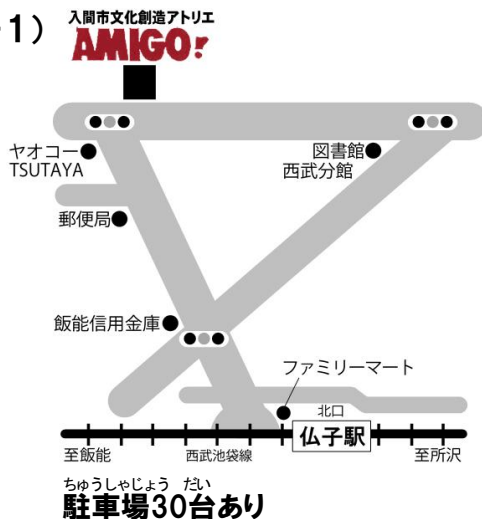 1）
入間市文化創造アトリエ
AMIGO!
ヤオコー
TSUTAYA
図書館
西武分館
郵便局
飯能信用金庫
ファミリーマート
北口
仏子駅
至飯能
西武池袋線
至所沢
ちゅうしゃじょう だい
駐車場30台あり